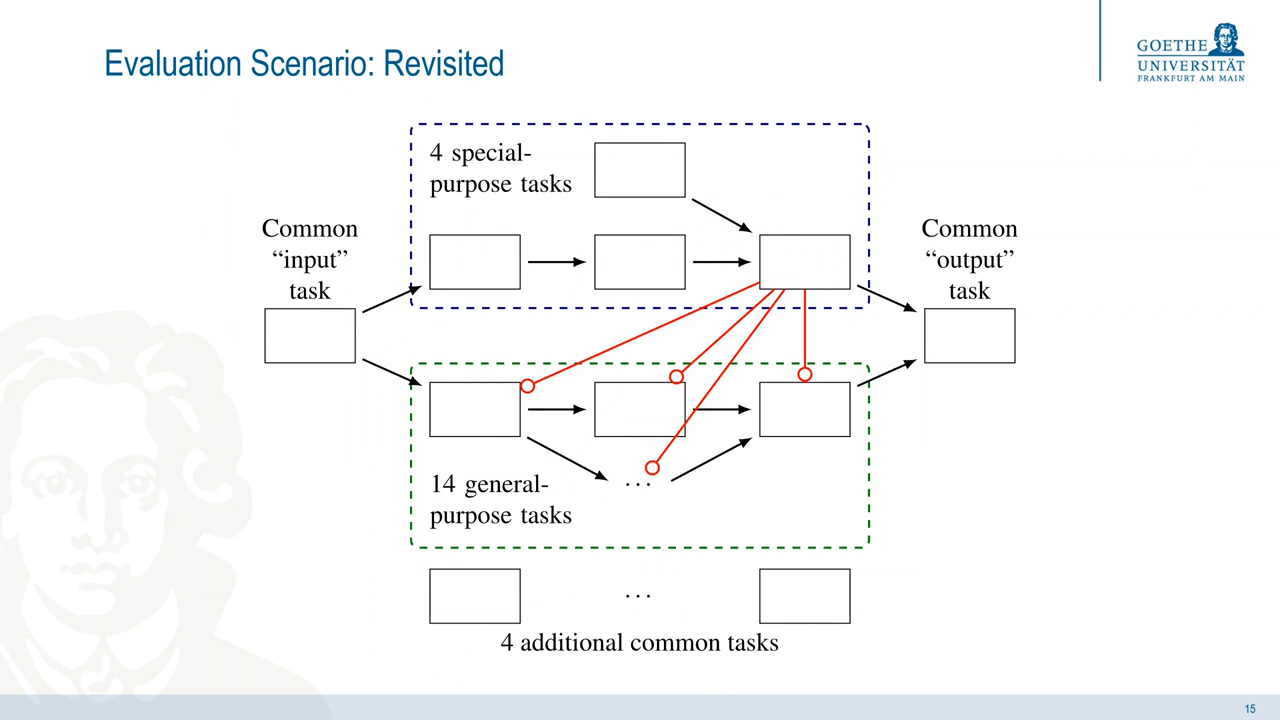 Evaluation Scenario: Revisited
GOETHE
UNIVERSITÄT
FRANKFURT AM MAIN
4 special-
purpose tasks
Common
“input”
task
Common
“output”
task
14 general-
purpose tasks
...
...
4 additional common tasks
15